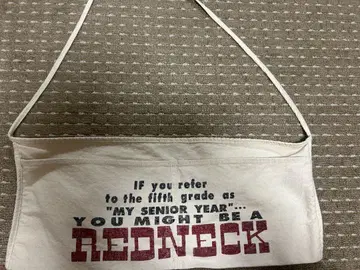 IF you refer
to the fifth grade as
"MY SENIOR YEAR"...
YOU MIGHT BE A
REDNECK